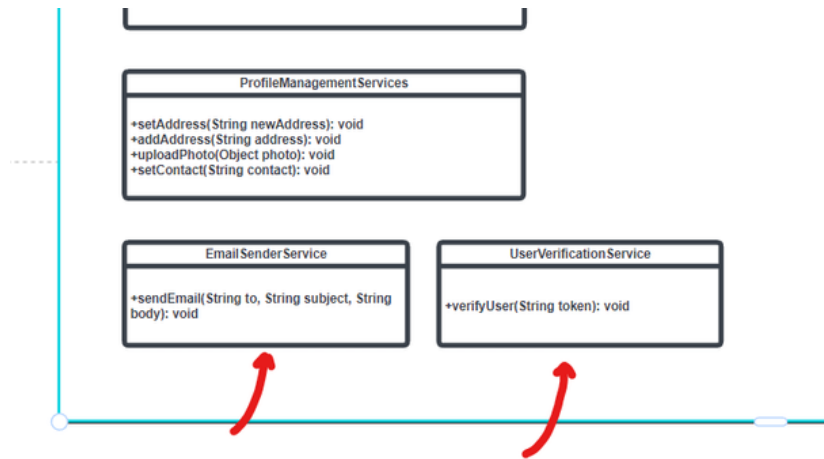 ProfileManagementServices
+setAddress(String newAddress): void
+addAddress(String address): void
+uploadPhoto(Object photo): void
+setContact(String contact): void
EmailSenderService
+sendEmail(String to, String subject, String
body): void
UserVerificationService
+verifyUser(String token): void